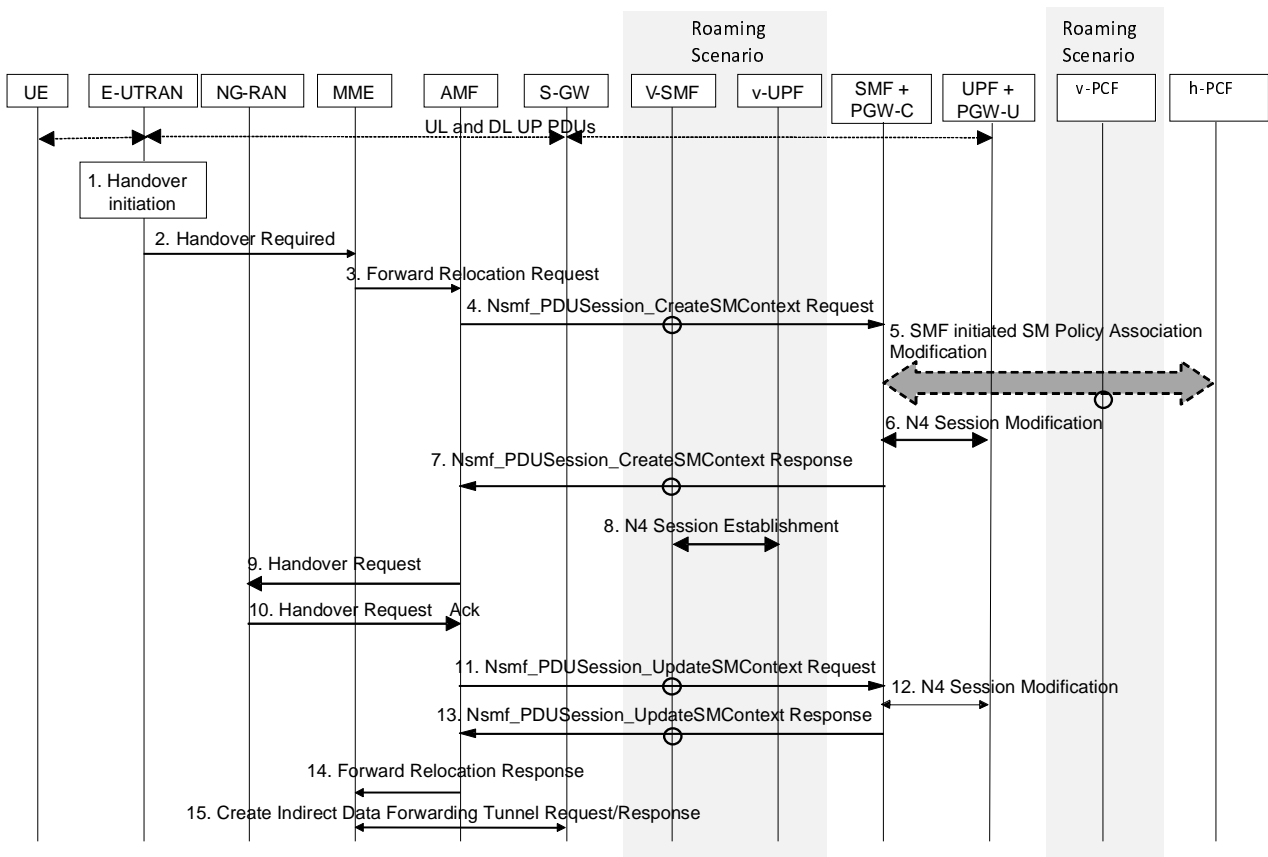 Roaming
Scenario
Roaming
Scenario
UE
E-UTRAN
NG-RAN
MME
AMF
S-GW
V-SMF
v-UPF
SMF +
PGW-C
UPF +
PGW-U
v-PCF
h-PCF
UL and DL UP PDUs
1. Handover
initiation
2. Handover Required
3. Forward Relocation Request
4. Nsmf_PDUSession_CreateSMContext Request
5. SMF initiated SM Policy Association
Modification
6. N4 Session Modification
7. Nsmf_PDUSession_CreateSMContext Response
8. N4 Session Establishment
9. Handover Request
10. Handover Request Ack
11. Nsmf_PDUSession_UpdateSMContext Request
12. N4 Session Modification
13. Nsmf_PDUSession_UpdateSMContext Response
14. Forward Relocation Response
15. Create Indirect Data Forwarding Tunnel Request/Response